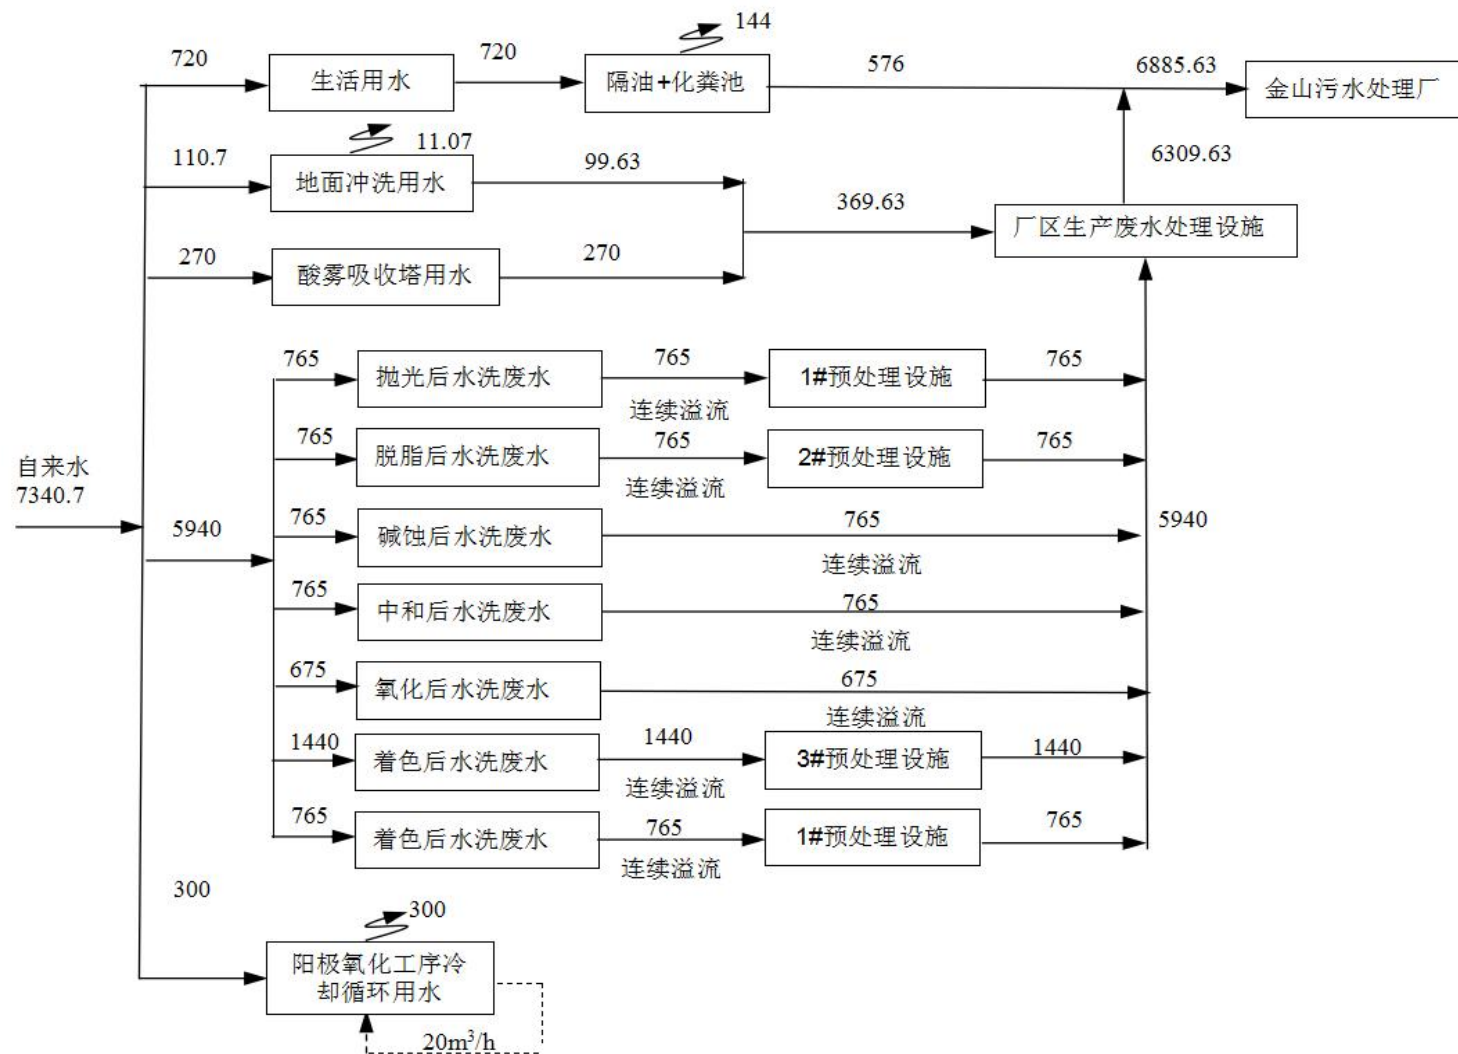 144
720
720
576
6885.63
生活用水
隔油+化粪池
金山污水处理厂
110.7
11.07
99.63
6309.63
地面冲洗用水
369.63
厂区生产废水处理设施
270
270
酸雾吸收塔用水
765
765
765
抛光后水洗废水
1#预处理设施
连续溢流
765
765
765
脱脂后水洗废水
2#预处理设施
连续溢流
自来水
7340.7
5940
765
765
5940
碱蚀后水洗废水
连续溢流
765
765
中和后水洗废水
连续溢流
675
675
氧化后水洗废水
连续溢流
1440
1440
1440
着色后水洗废水
3#预处理设施
连续溢流
765
765
765
着色后水洗废水
1#预处理设施
连续溢流
300
300
阳极氧化工序冷
却循环用水
20m³/h